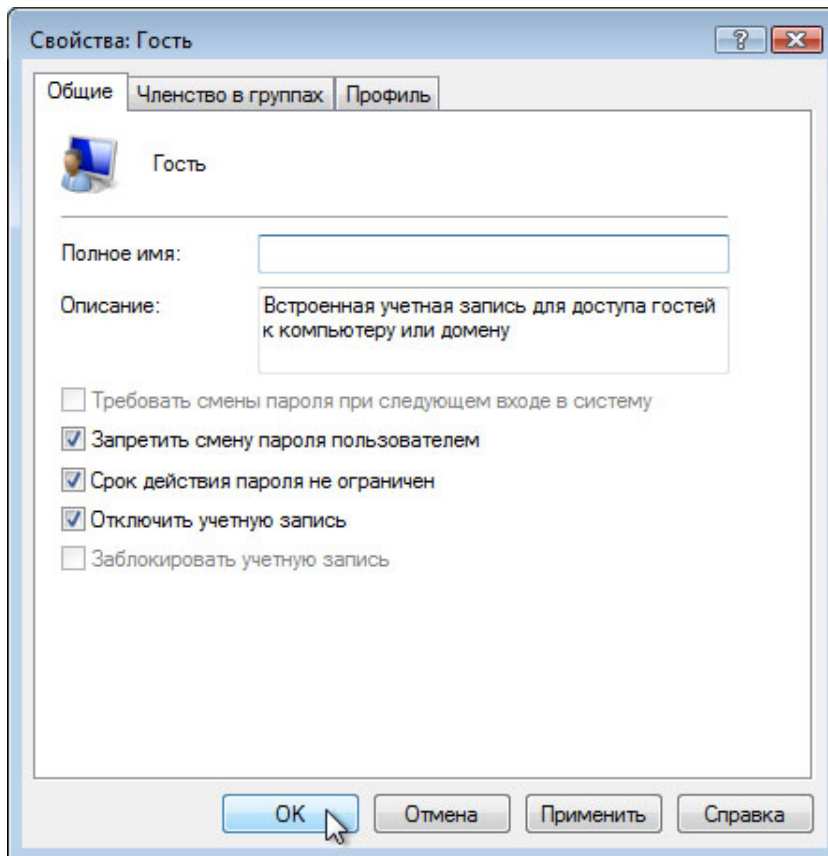 Свойства: Гость
Общие
Членство в группах
Профиль
Гость
Полное имя:
Описание:
Встроенная учетная запись для доступа гостей
к компьютеру или домену
Требовать смены пароля при следующем входе в систему
Запретить смену пароля пользователем
Срок действия пароля не ограничен
Отключить учетную запись
Заблокировать учетную запись
ОК
Отмена
Применить
Справка